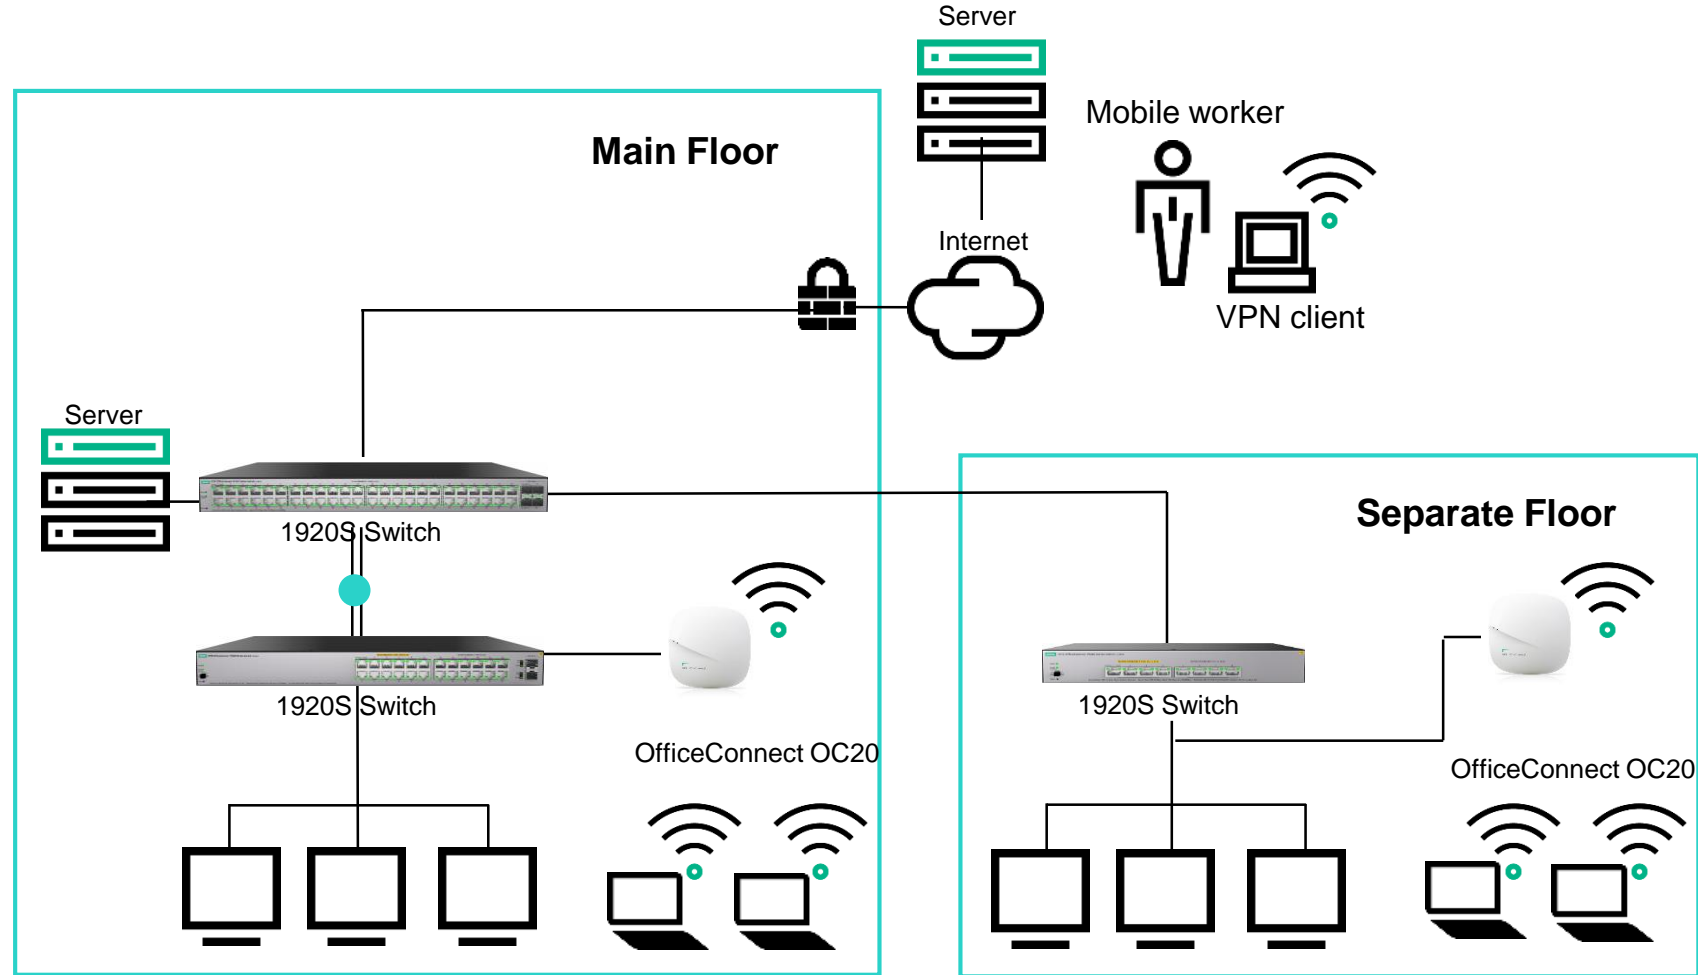 Server
Mobile worker
Main Floor
Internet
VPN client
Server
1920S Switch
Separate Floor
1920S Switch
1920S Switch
OfficeConnect OC20
OfficeConnect OC20